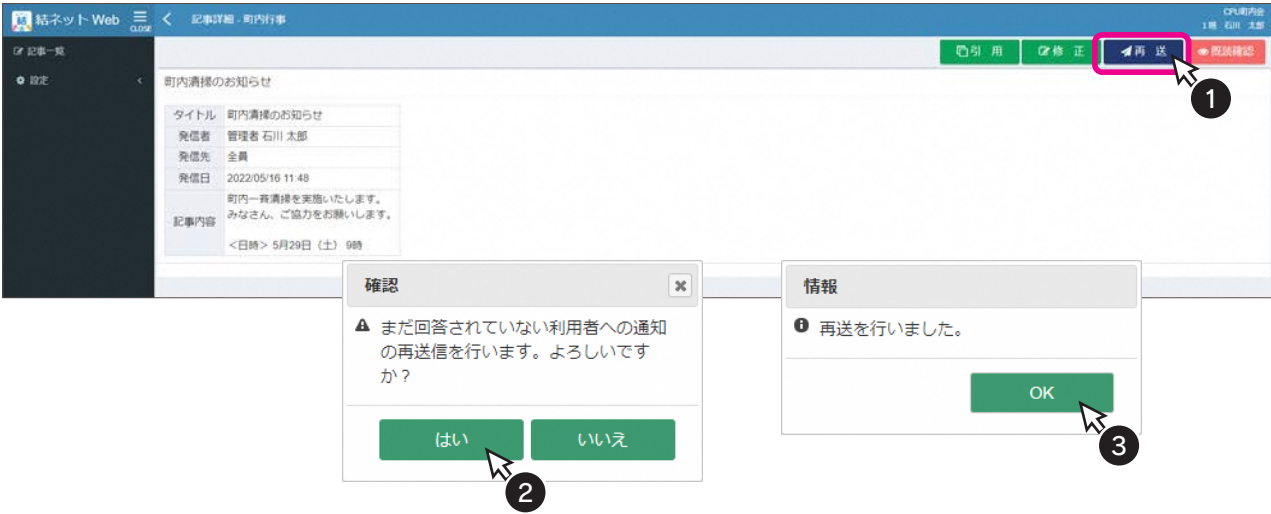 結ネット Web
CLOSE
記事詳細 - 町内行事
CPU町内会
1班 石川 太郎
記事一覧
設定
引 用
修 正
再 送
既読確認
1
町内清掃のお知らせ
タイトル 町内清掃のお知らせ
発信者 管理者 石川 太郎
発信先 全員
発信日 2022/05/16 11:48
記事内容 町内一斉清掃を実施いたします。
みなさん、ご協力をお願いします。
<日時> 5月29日（土） 9時
確認
まだ回答されていない利用者への通知
の再送信を行います。よろしいです
か？
はい
いいえ
2
情報
再送を行いました。
OK
3